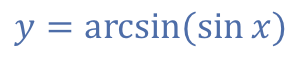 y = arcsin(sin x)